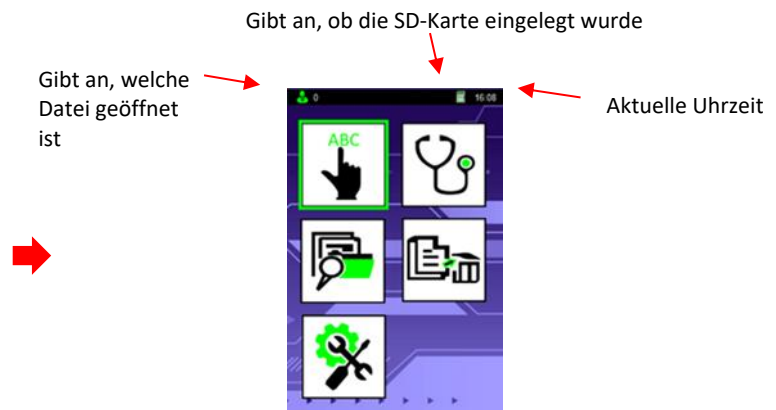 Gibt an, ob die SD-Karte eingelegt wurde
Gibt an, welche
Datei geöffnet
ist
Aktuelle Uhrzeit
0
16:08
ABC